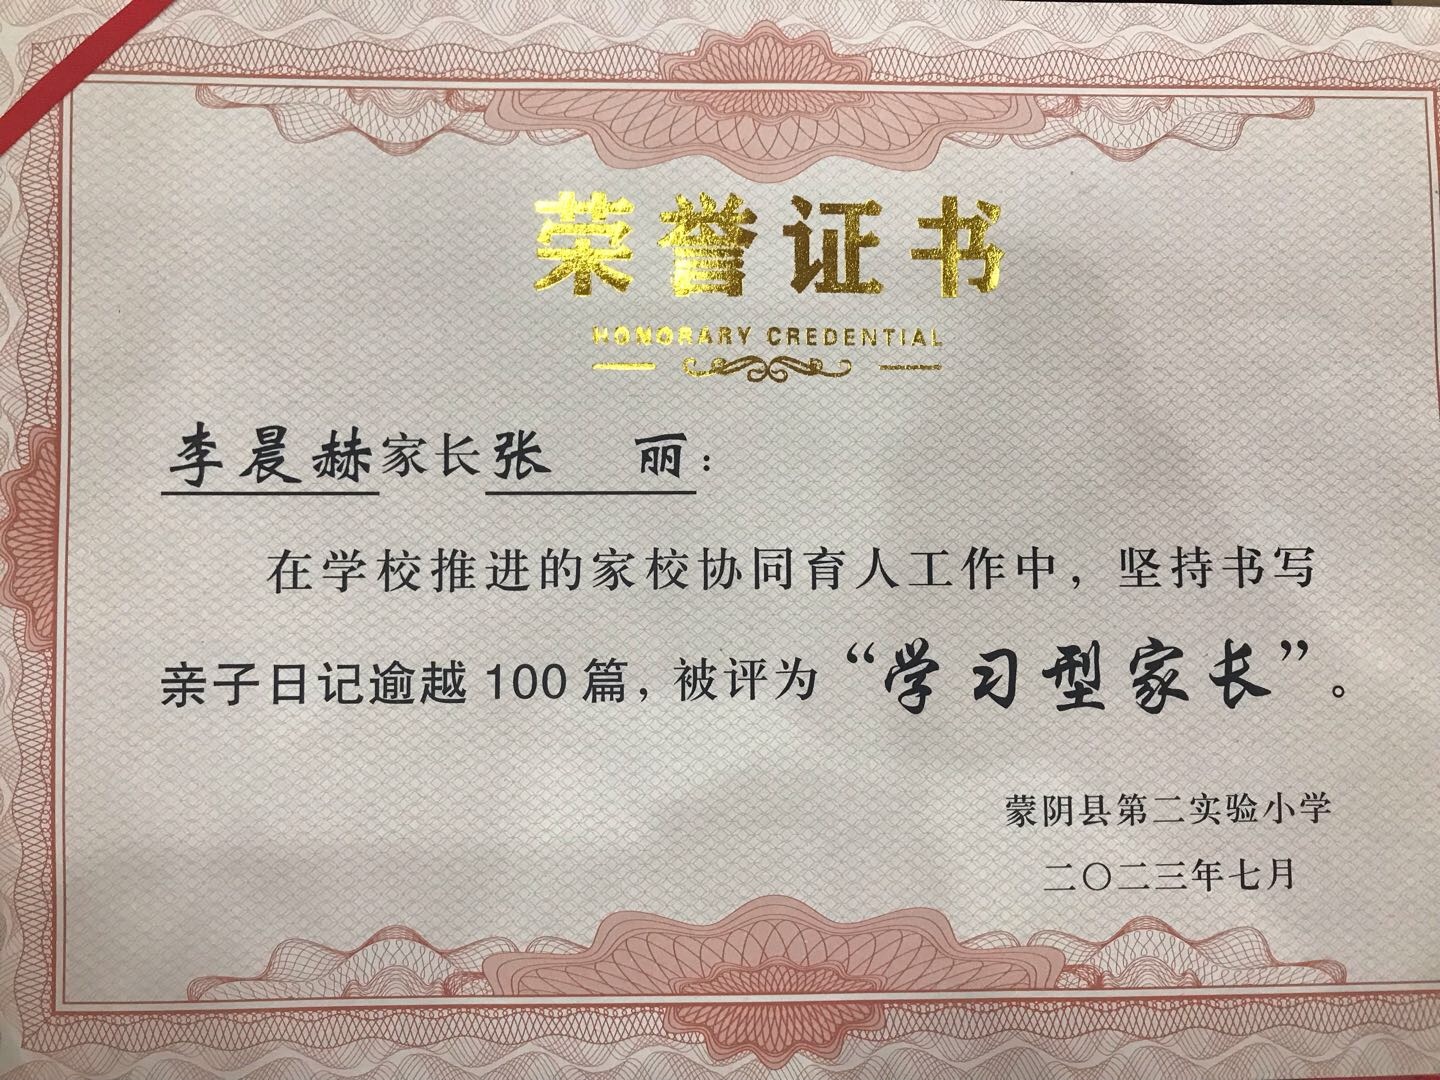 荣誉证书
HONORARY CREDENTIAL
李晨赫家长张 丽：
在学校推进的家校协同育人工作中，坚持书写
亲子日记逾越100篇，被评为“学习型家长”。
蒙阴县第二实验小学
二〇二三年七月